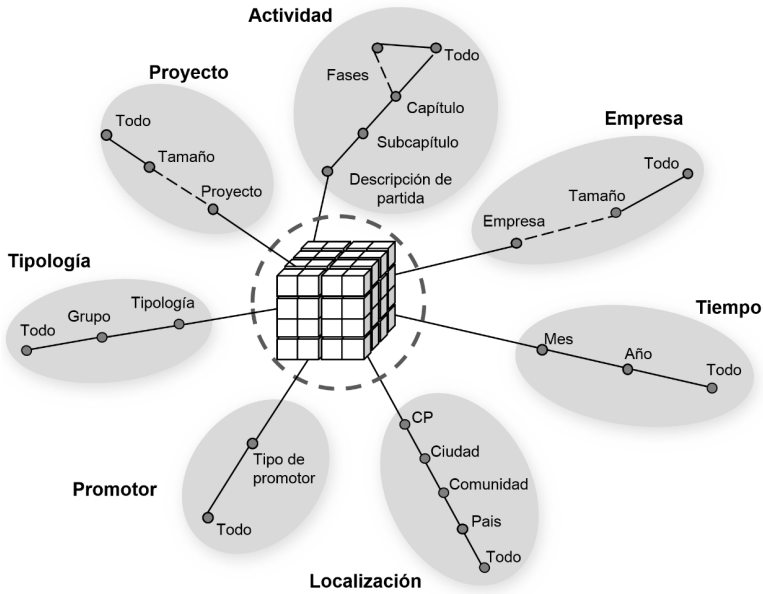 Actividad
Todo
Fases
Capítulo
Subcapítulo
Descripción de
partida
Proyecto
Todo
Tamaño
Proyecto
Empresa
Todo
Tamaño
Empresa
Tipología
Tipología
Grupo
Todo
Tiempo
Mes
Año
Todo
Promotor
Tipo de
promotor
Todo
CP
Ciudad
Comunidad
Pais
Todo
Localización